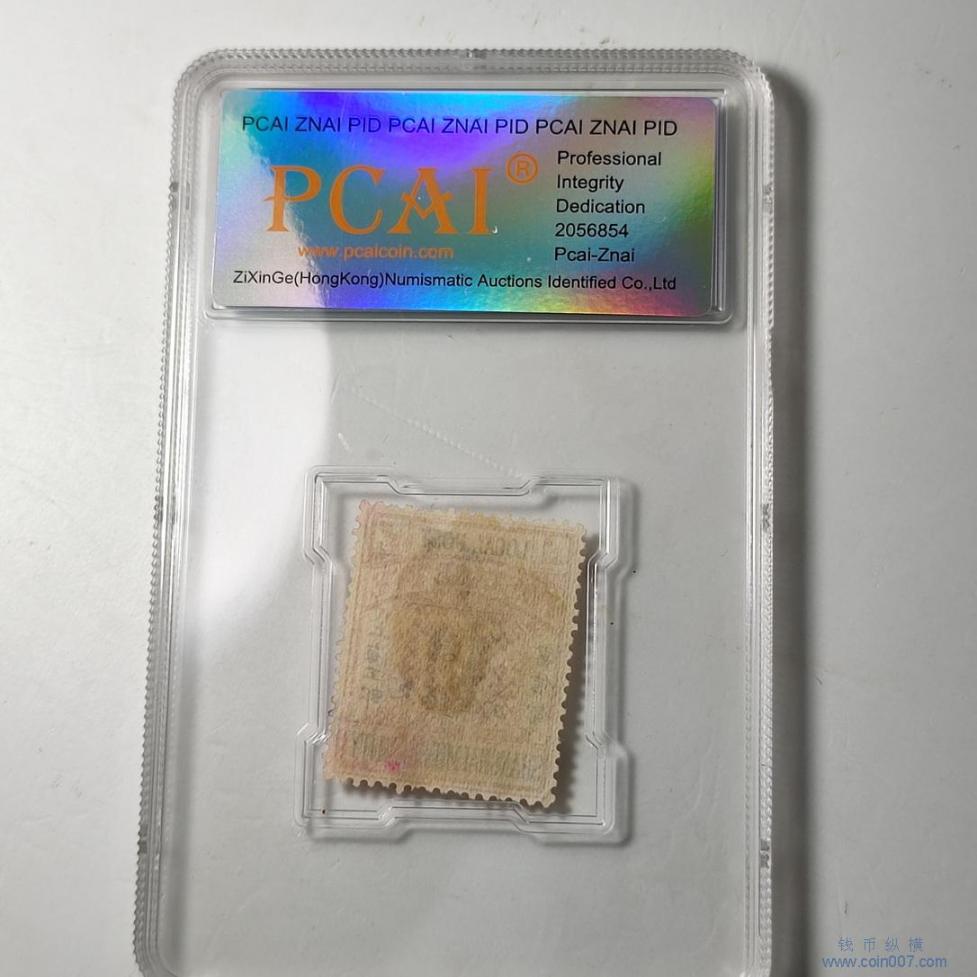 PCAI ZNAI PID PCAI ZNAI PID PCAI ZNAI PID
PCAI®
www.pcaicoin.com
Professional
Integrity
Dedication
2056854
Pcai-Znai
ZiXinGe(HongKong)Numismatic Auctions Identified Co.,Ltd
钱币纵横
www.coin007.com